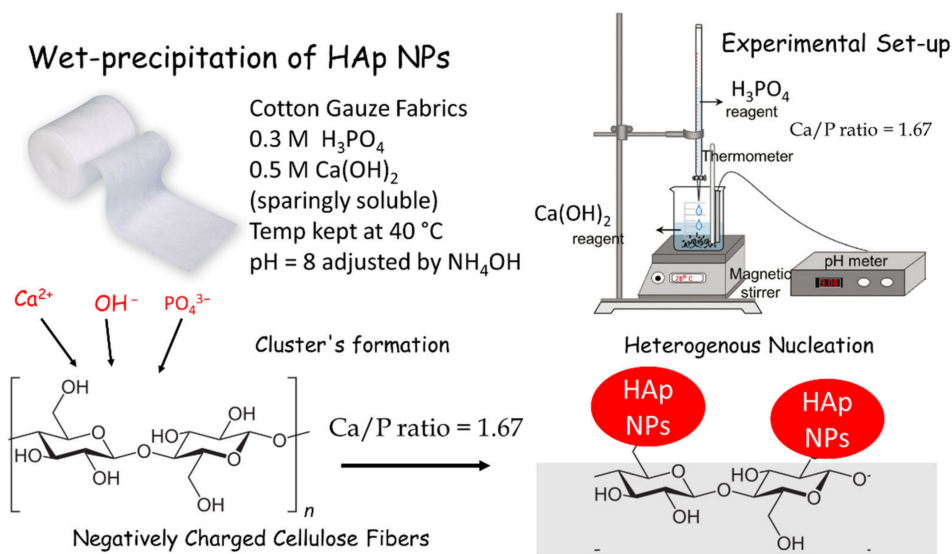 Wet-precipitation of HAp NPs
Cotton Gauze Fabrics
0.3 M H₃PO₄
0.5 M Ca(OH)₂
(sparingly soluble)
Temp kept at 40 °C
pH = 8 adjusted by NH₄OH
Experimental Set-up
H₃PO₄
reagent
Ca/P ratio = 1.67
Thermometer
Ca(OH)₂
reagent
pH meter
Magnetic
stirrer
Ca²⁺
OH⁻
PO₄³⁻
Cluster's formation
OH
OH
HO
O
O
HO
O
HO
OH
O
O
OH
n
Ca/P ratio = 1.67
Negatively Charged Cellulose Fibers
Heterogenous Nucleation
HAp
NPs
HAp
NPs
O
HO
O
HO
O
HO
OH
O
O⁻
OH